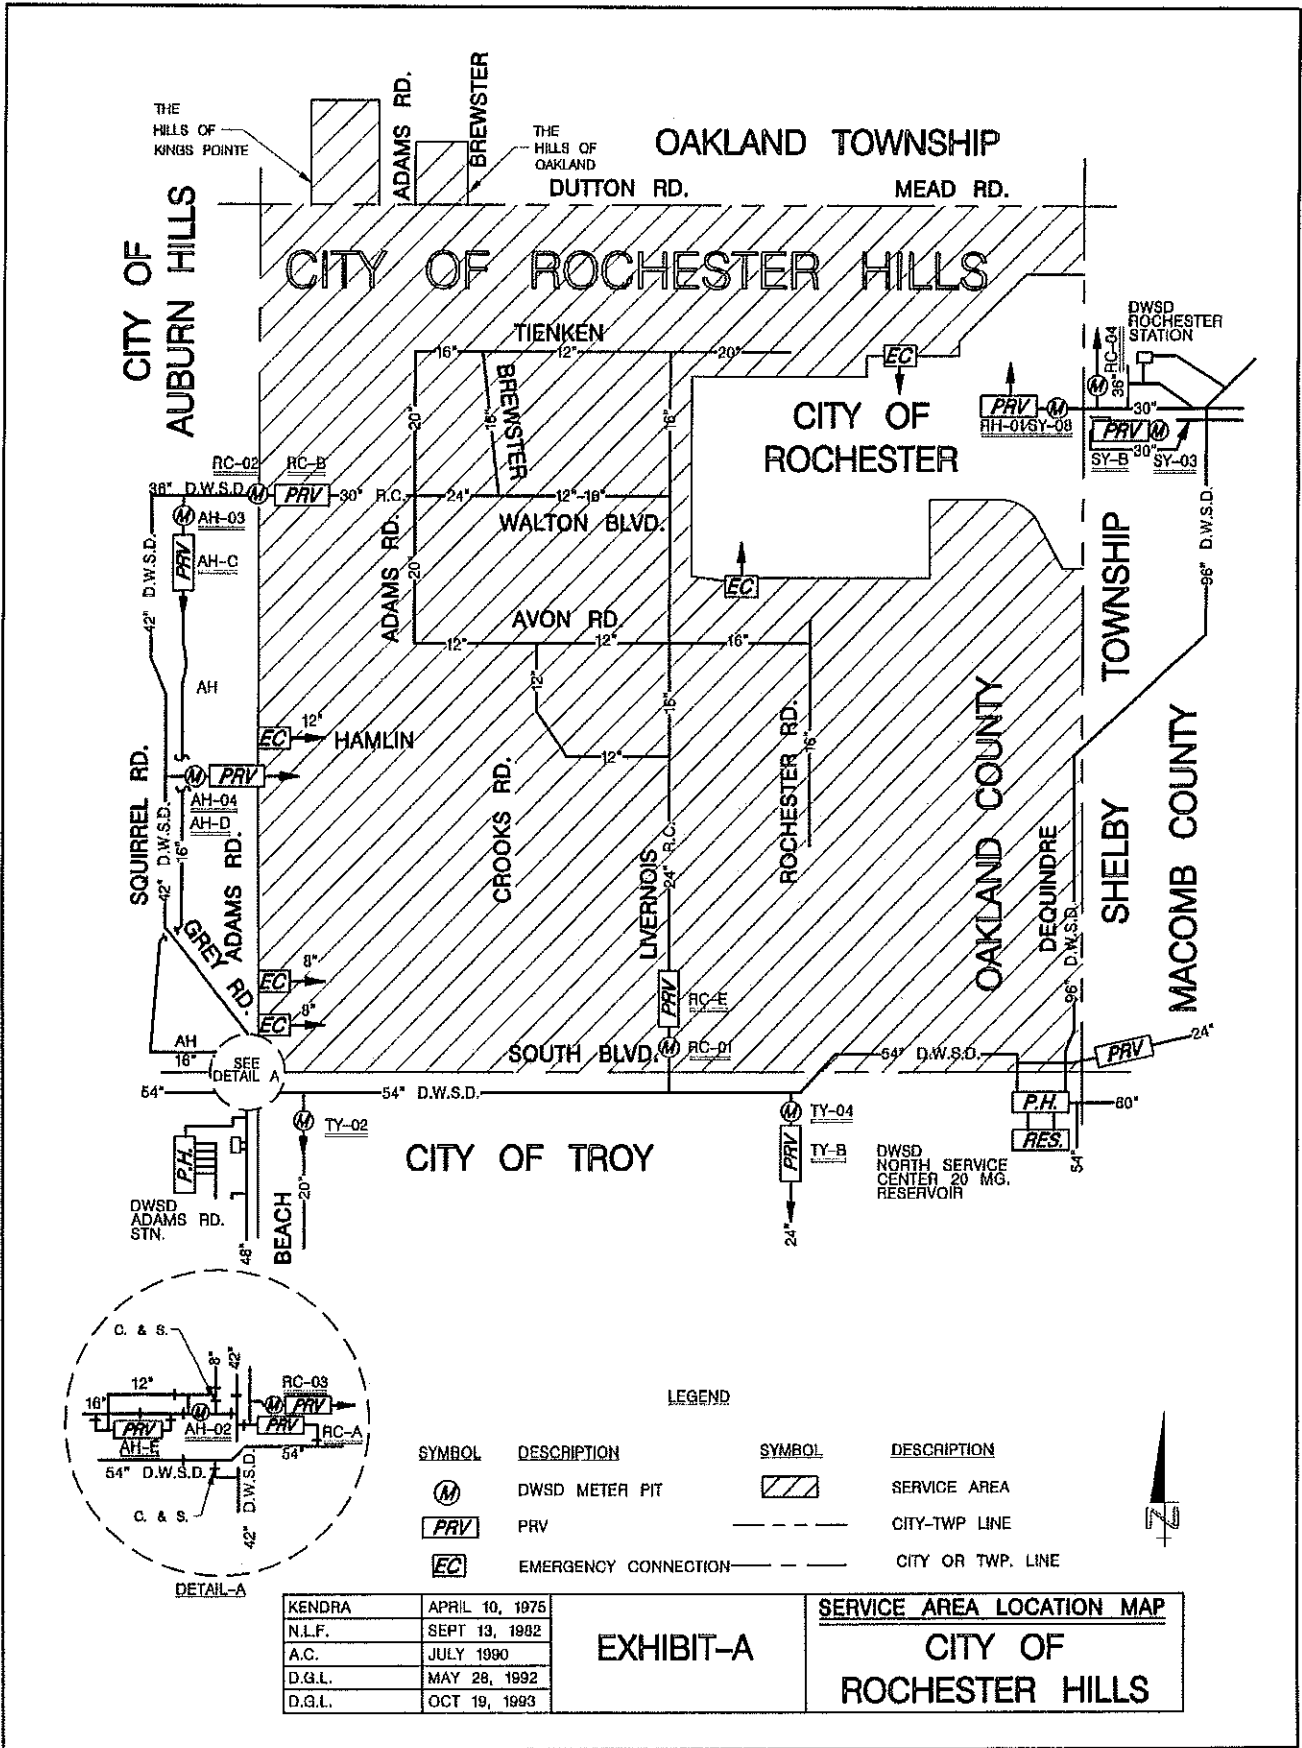 THE
HILLS OF
KINGS POINTE
ADAMS RD.
BREWSTER
THE
HILLS OF
OAKLAND
OAKLAND TOWNSHIP
DUTTON RD.
MEAD RD.
CITY OF
AUBURN HILLS
CITY OF ROCHESTER HILLS
TIENKEN
16"
12"
20"
20"
BREWSTER
16"
16"
EC
CITY OF
ROCHESTER
DWSD
ROCHESTER
STATION
RC-04
36"
M
PRV
M
30"
RH-01
SY-08
PRV
M
30"
SY-B
SY-03
96" D.W.S.D.
RC-02
RC-B
36" D.W.S.D.
M
PRV
30"
R.C.
24"
12"-16"
WALTON BLVD.
M
AH-03
PRV
AH-C
42" D.W.S.D.
ADAMS RD.
20"
EC
AVON RD.
12"
12"
16"
12"
12"
16"
AH
EC
12"
HAMLIN
M
PRV
AH-04
AH-D
SQUIRREL RD.
42" D.W.S.D.
16"
ADAMS RD.
GREY RD.
CROOKS RD.
LIVERNOIS
24" R.C.
ROCHESTER RD.
16"
OAKLAND COUNTY
DEQUINDRE
96" D.W.S.D.
SHELBY TOWNSHIP
MACOMB COUNTY
EC
8"
EC
8"
PRV
RC-E
M
RC-01
SOUTH BLVD.
AH
16"
SEE
DETAIL A
54" D.W.S.D.
PRV
24"
54"
54" D.W.S.D.
P.H.
60"
RES.
54"
M
TY-02
M
TY-04
PRV
TY-B
24"
CITY OF TROY
DWSD
NORTH SERVICE
CENTER 20 MG.
RESERVOIR
P.H.
DWSD
ADAMS RD.
STN.
48"
BEACH
20"
C. & S.
8"
42"
12"
16"
RC-03
M
PRV
M
AH-02
PRV
AH-E
PRV
RC-A
54"
54" D.W.S.D.
C. & S.
42" D.W.S.D.
DETAIL-A
LEGEND
SYMBOL DESCRIPTION SYMBOL DESCRIPTION
M DWSD METER PIT SERVICE AREA
PRV PRV CITY-TWP LINE
EC EMERGENCY CONNECTION CITY OR TWP. LINE
N
KENDRA APRIL 10, 1975
N.L.F. SEPT 13, 1982
A.C. JULY 1990
D.G.L. MAY 28, 1992
D.G.L. OCT 19, 1993
EXHIBIT-A
SERVICE AREA LOCATION MAP
CITY OF
ROCHESTER HILLS